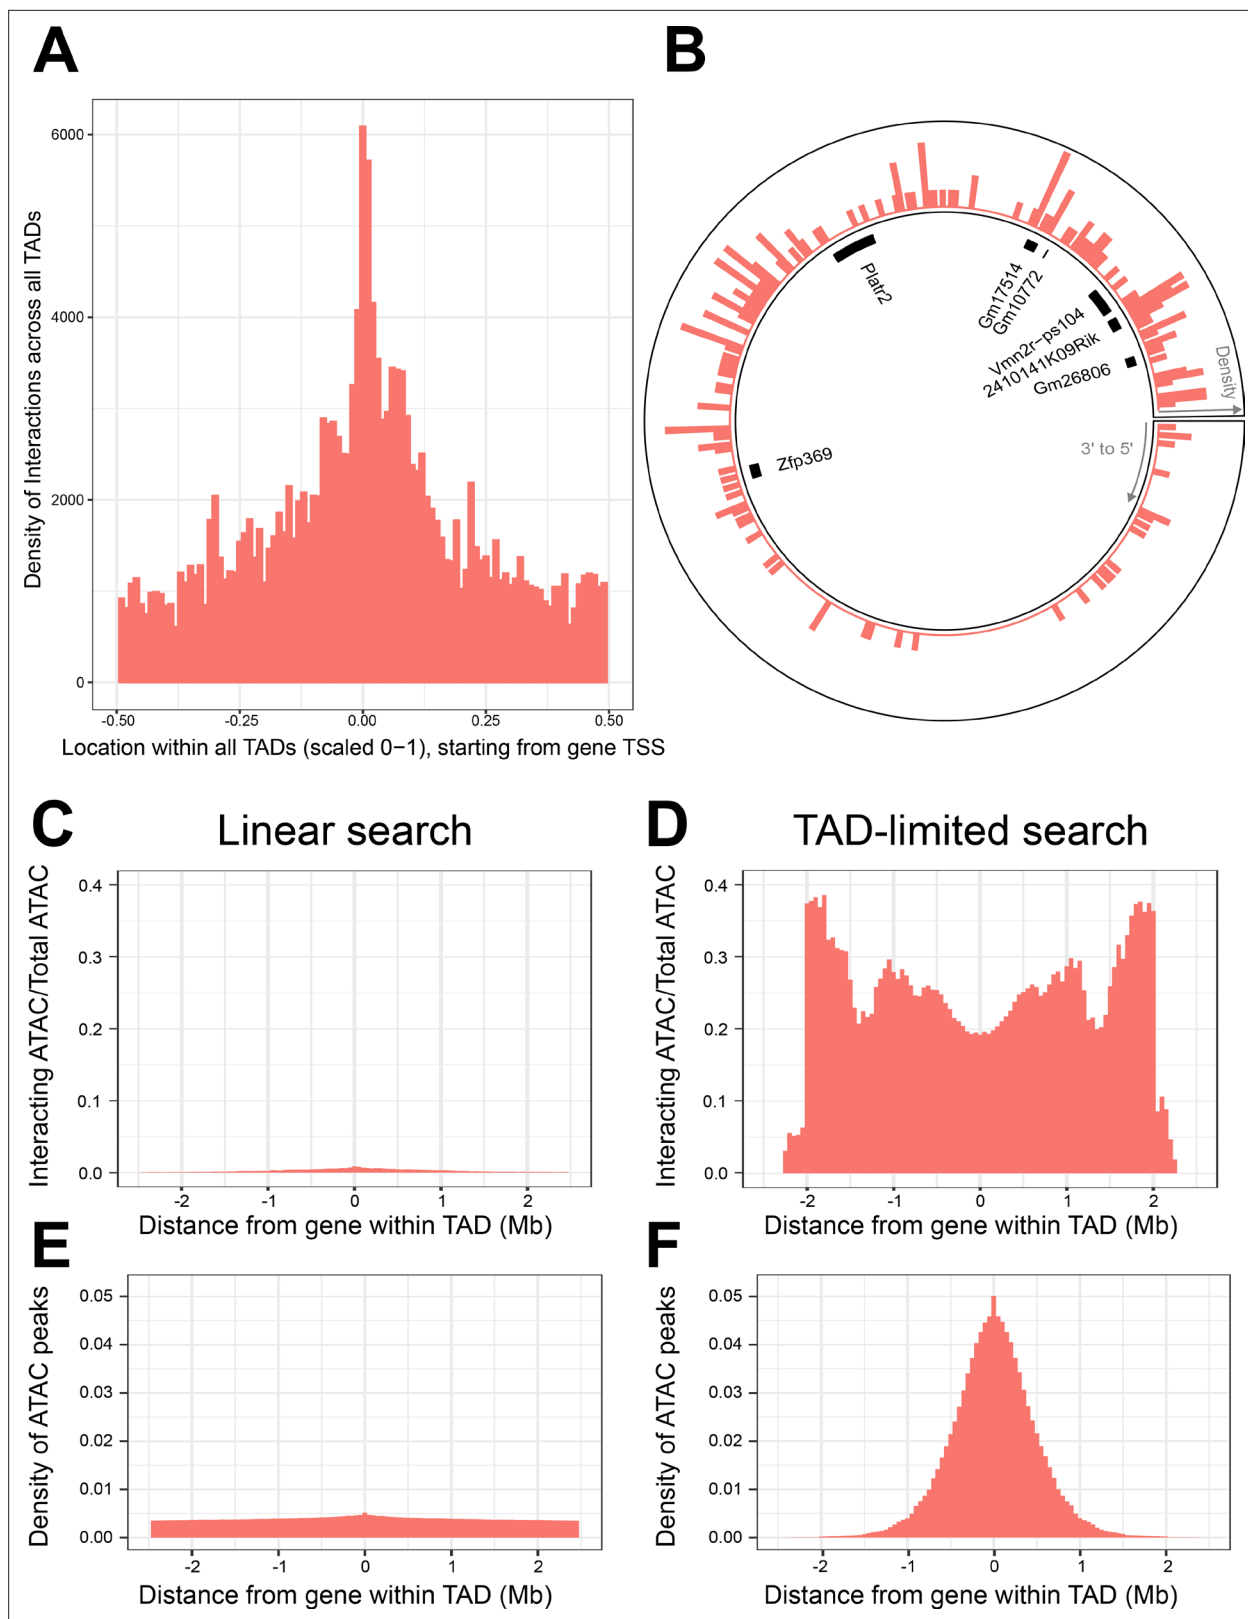 A
B
Density of Interactions across all TADs
6000
4000
2000
0
-0.50
-0.25
0.00
0.25
0.50
Location within all TADs (scaled 0−1), starting from gene TSS
Platr2
Gm17514
Gm10772
Vmn2r−ps104
2410141K09Rik
Gm26806
Zfp369
Density
3' to 5'
C
Linear search
D
TAD-limited search
Interacting ATAC/Total ATAC
0.4
0.3
0.2
0.1
0.0
-2
-1
0
1
2
Distance from gene within TAD (Mb)
Interacting ATAC/Total ATAC
0.4
0.3
0.2
0.1
0.0
-2
-1
0
1
2
Distance from gene within TAD (Mb)
E
F
Density of ATAC peaks
0.05
0.04
0.03
0.02
0.01
0.00
-2
-1
0
1
2
Distance from gene within TAD (Mb)
Density of ATAC peaks
0.05
0.04
0.03
0.02
0.01
0.00
-2
-1
0
1
2
Distance from gene within TAD (Mb)